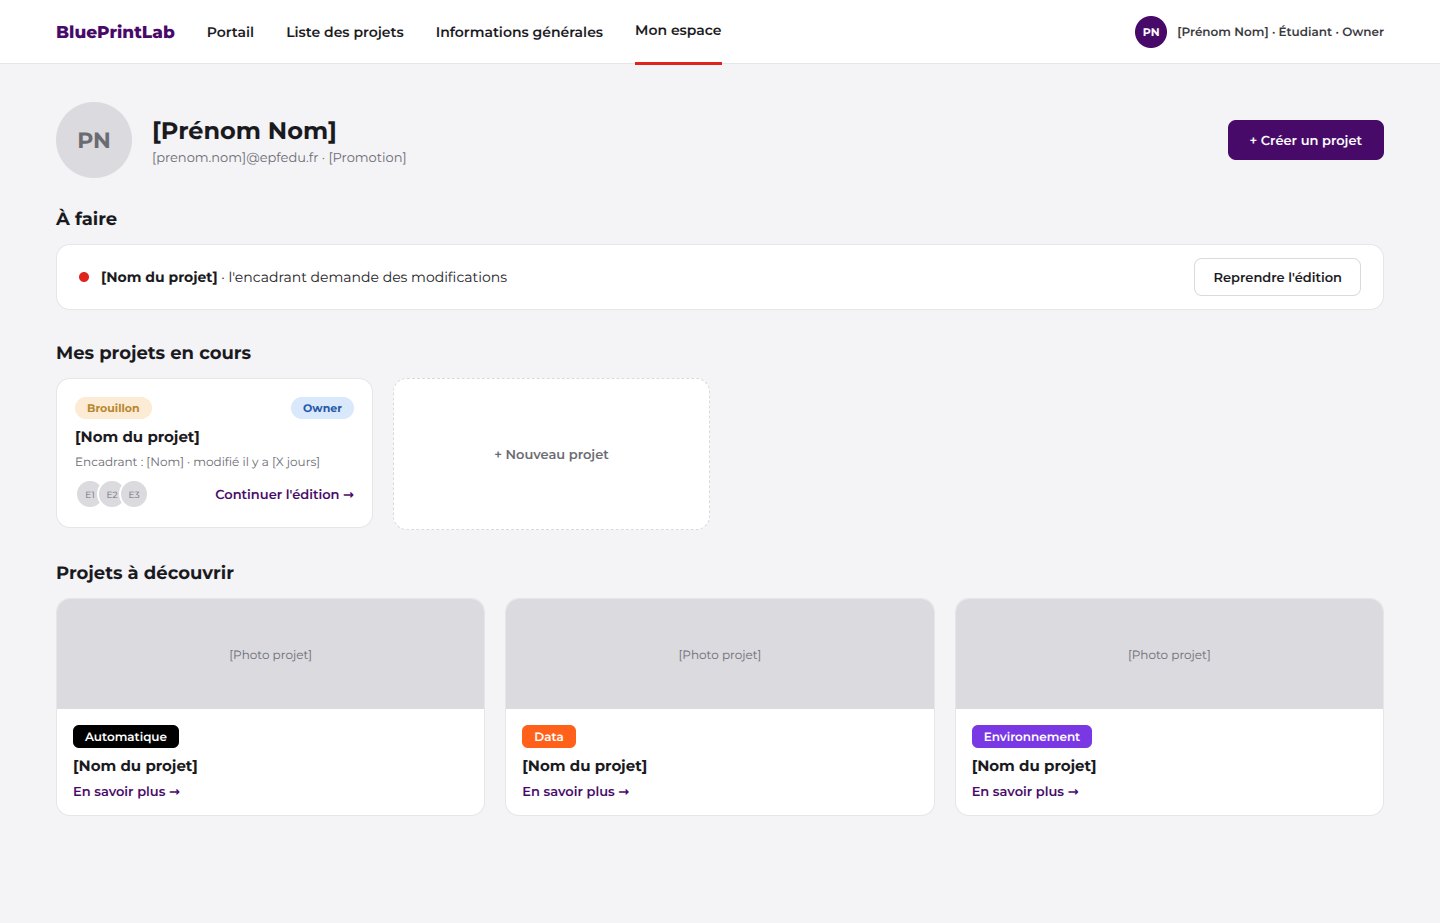 BluePrintLab Portail Liste des projets Informations générales Mon espace PN [Prénom Nom] · Étudiant · Owner
PN
[Prénom Nom]
[prenom.nom]@epfedu.fr · [Promotion]
+ Créer un projet
À faire
[Nom du projet] · l'encadrant demande des modifications
Reprendre l'édition
Mes projets en cours
Brouillon Owner
[Nom du projet]
Encadrant : [Nom] · modifié il y a [X jours]
E1 E2 E3 Continuer l'édition →
+ Nouveau projet
Projets à découvrir
[Photo projet]
Automatique
[Nom du projet]
En savoir plus →
[Photo projet]
Data
[Nom du projet]
En savoir plus →
[Photo projet]
Environnement
[Nom du projet]
En savoir plus →